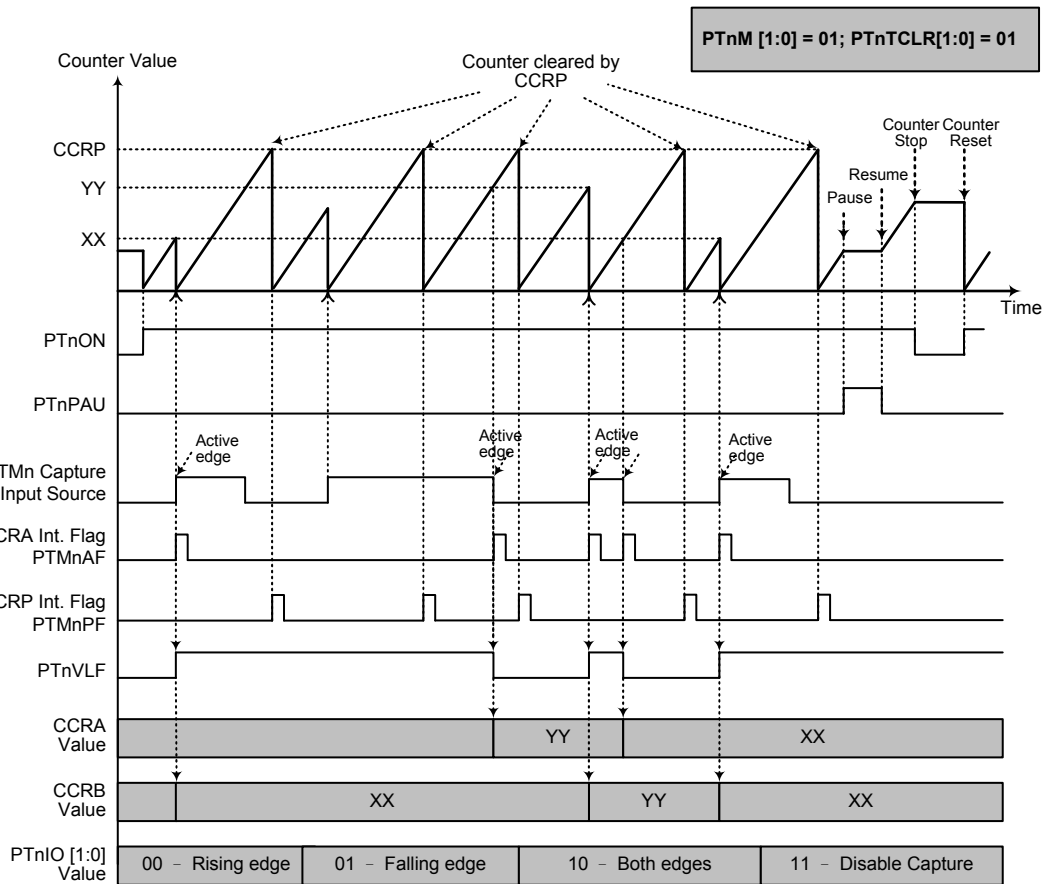 PTnM [1:0] = 01; PTnTCLR[1:0] = 01
Counter Value
Counter cleared by
CCRP
CCRP
YY
XX
Pause
Resume
Counter
Stop
Counter
Reset
Time
PTnON
PTnPAU
TMn Capture
Input Source
Active
edge
Active
edge
Active
edge
Active
edge
CRA Int. Flag
PTMnAF
CRP Int. Flag
PTMnPF
PTnVLF
CCRA
Value
YY
XX
CCRB
Value
XX
YY
XX
PTnIO [1:0]
Value
00 – Rising edge
01 – Falling edge
10 – Both edges
11 – Disable Capture